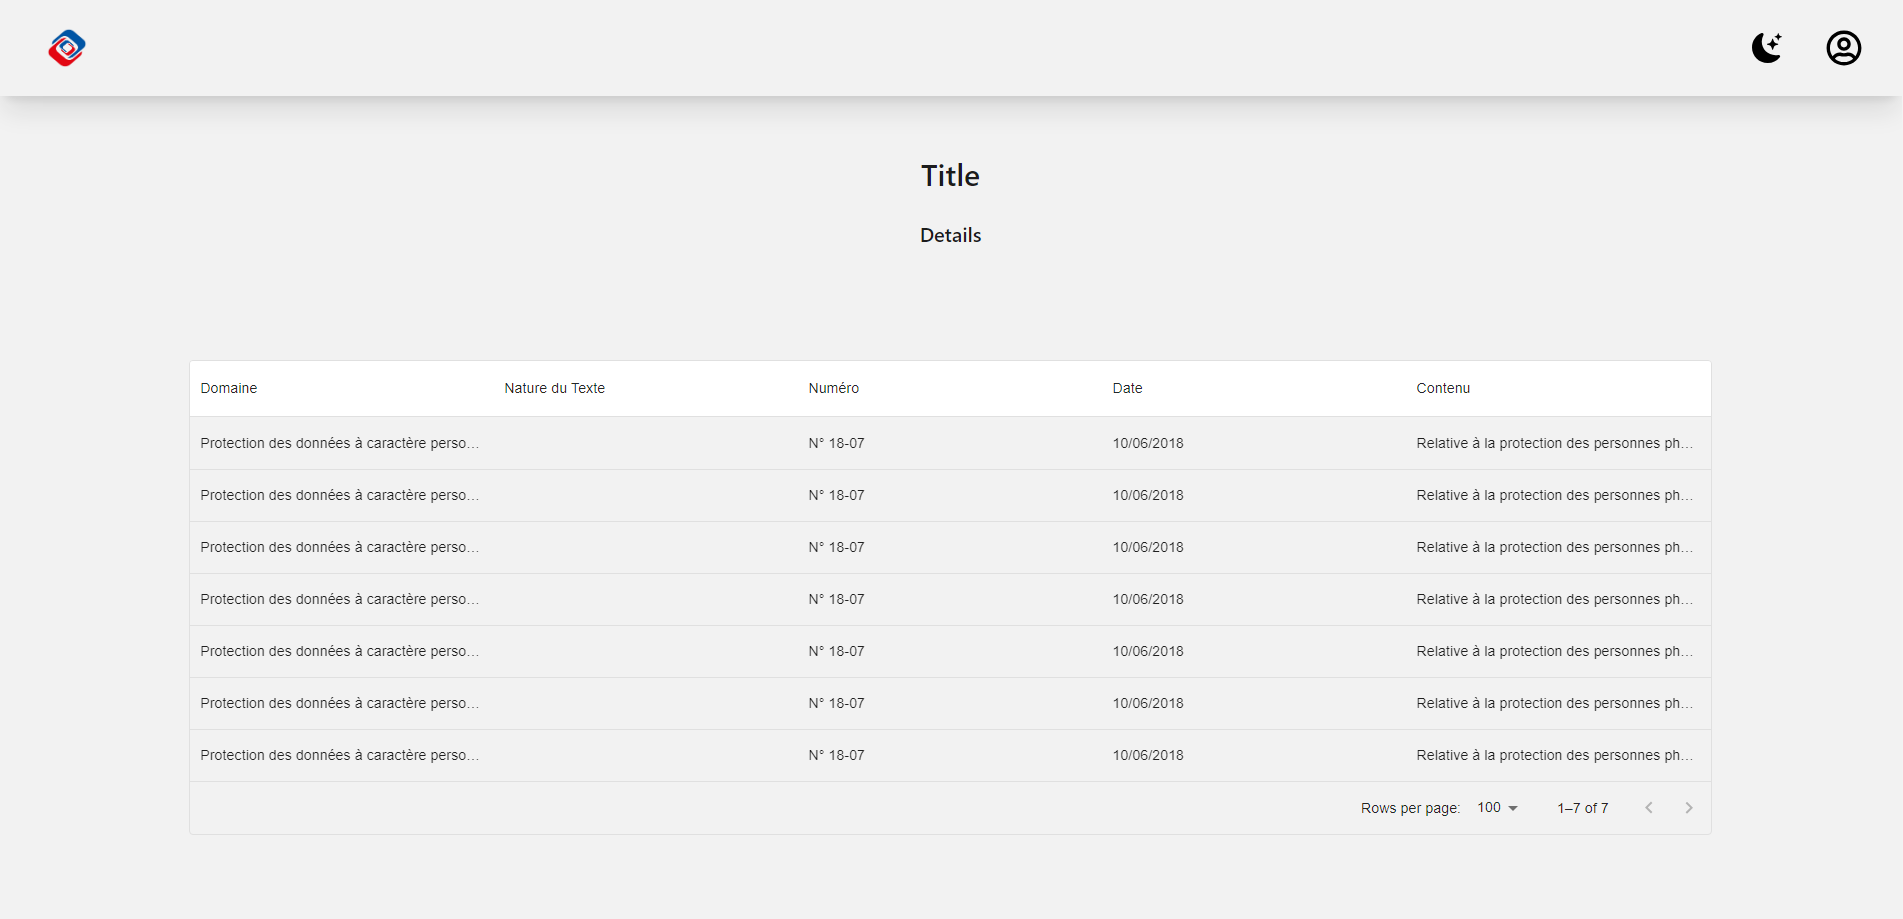 Title
Details
Domaine Nature du Texte Numéro Date Contenu
Protection des données à caractère perso... N° 18-07 10/06/2018 Relative à la protection des personnes ph...
Protection des données à caractère perso... N° 18-07 10/06/2018 Relative à la protection des personnes ph...
Protection des données à caractère perso... N° 18-07 10/06/2018 Relative à la protection des personnes ph...
Protection des données à caractère perso... N° 18-07 10/06/2018 Relative à la protection des personnes ph...
Protection des données à caractère perso... N° 18-07 10/06/2018 Relative à la protection des personnes ph...
Protection des données à caractère perso... N° 18-07 10/06/2018 Relative à la protection des personnes ph...
Protection des données à caractère perso... N° 18-07 10/06/2018 Relative à la protection des personnes ph...
Rows per page: 100 1–7 of 7